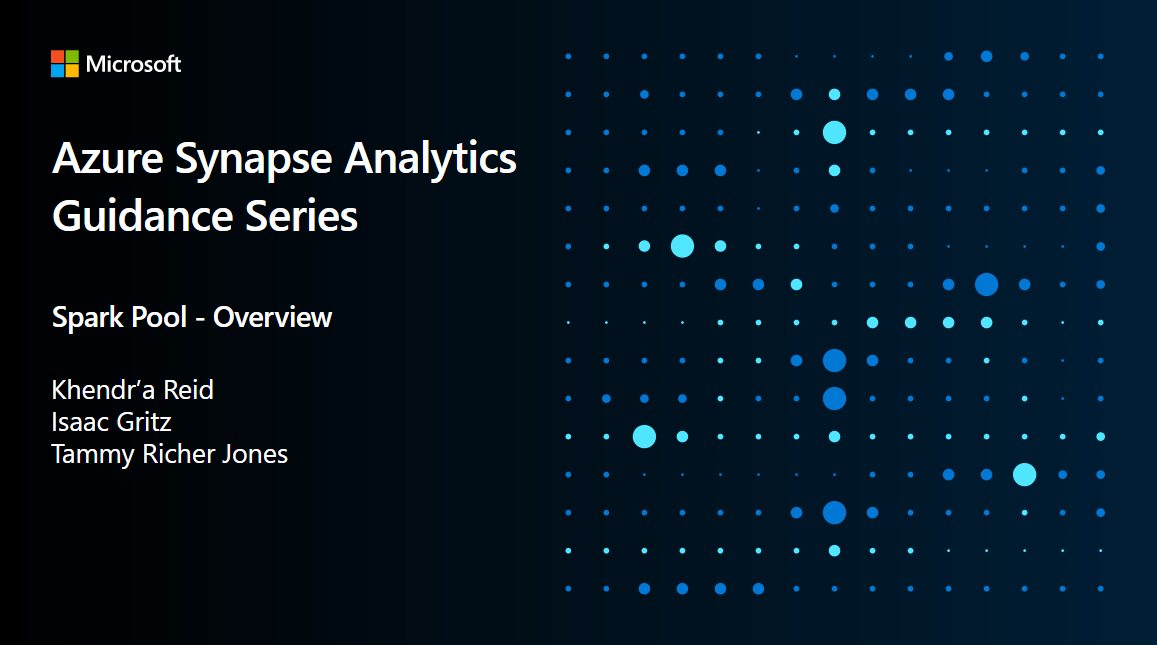 Microsoft
Azure Synapse Analytics
Guidance Series
Spark Pool - Overview
Khendr’a Reid
Isaac Gritz
Tammy Richer Jones